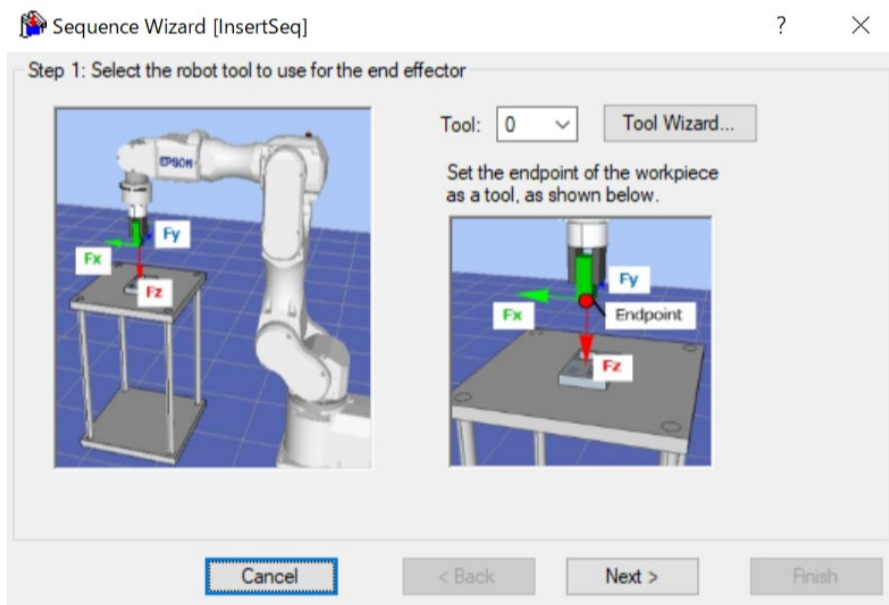 Sequence Wizard [InsertSeq]
?
Step 1: Select the robot tool to use for the end effector
Tool: 0 Tool Wizard...
Set the endpoint of the workpiece
as a tool, as shown below.
EPSON
Fy
Fx
Fz
Fy
Fx Endpoint
Fz
Cancel < Back Next > Finish